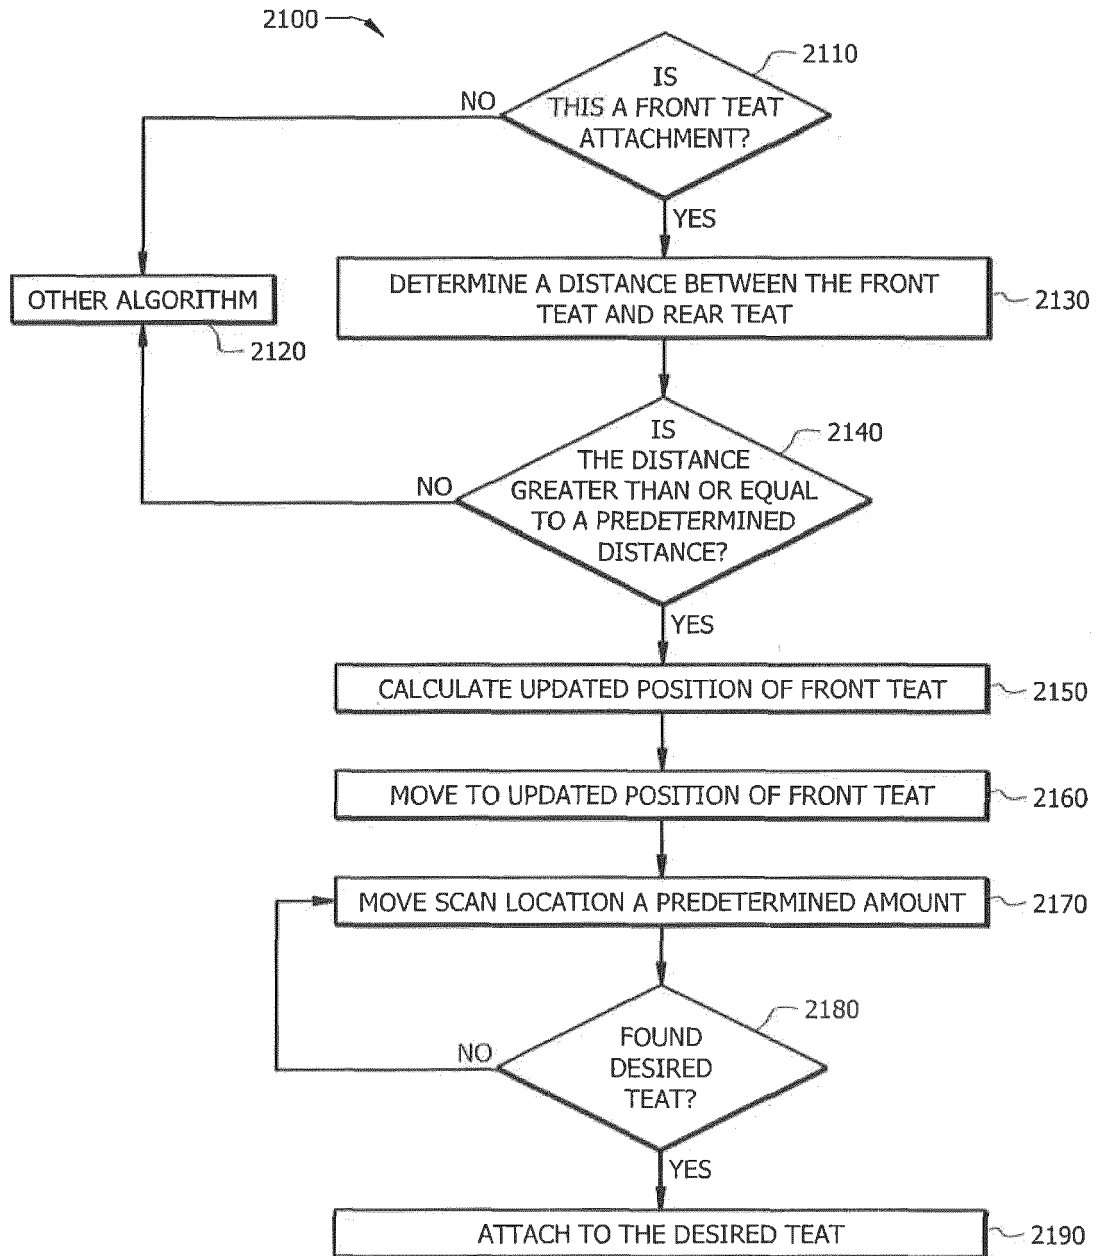 2100
2110
IS
THIS A FRONT TEAT
ATTACHMENT?
NO
YES
OTHER ALGORITHM
2120
DETERMINE A DISTANCE BETWEEN THE FRONT
TEAT AND REAR TEAT
2130
IS
THE DISTANCE
GREATER THAN OR EQUAL
TO A PREDETERMINED
DISTANCE?
2140
NO
YES
CALCULATE UPDATED POSITION OF FRONT TEAT
2150
MOVE TO UPDATED POSITION OF FRONT TEAT
2160
MOVE SCAN LOCATION A PREDETERMINED AMOUNT
2170
2180
FOUND
DESIRED
TEAT?
NO
YES
ATTACH TO THE DESIRED TEAT
2190